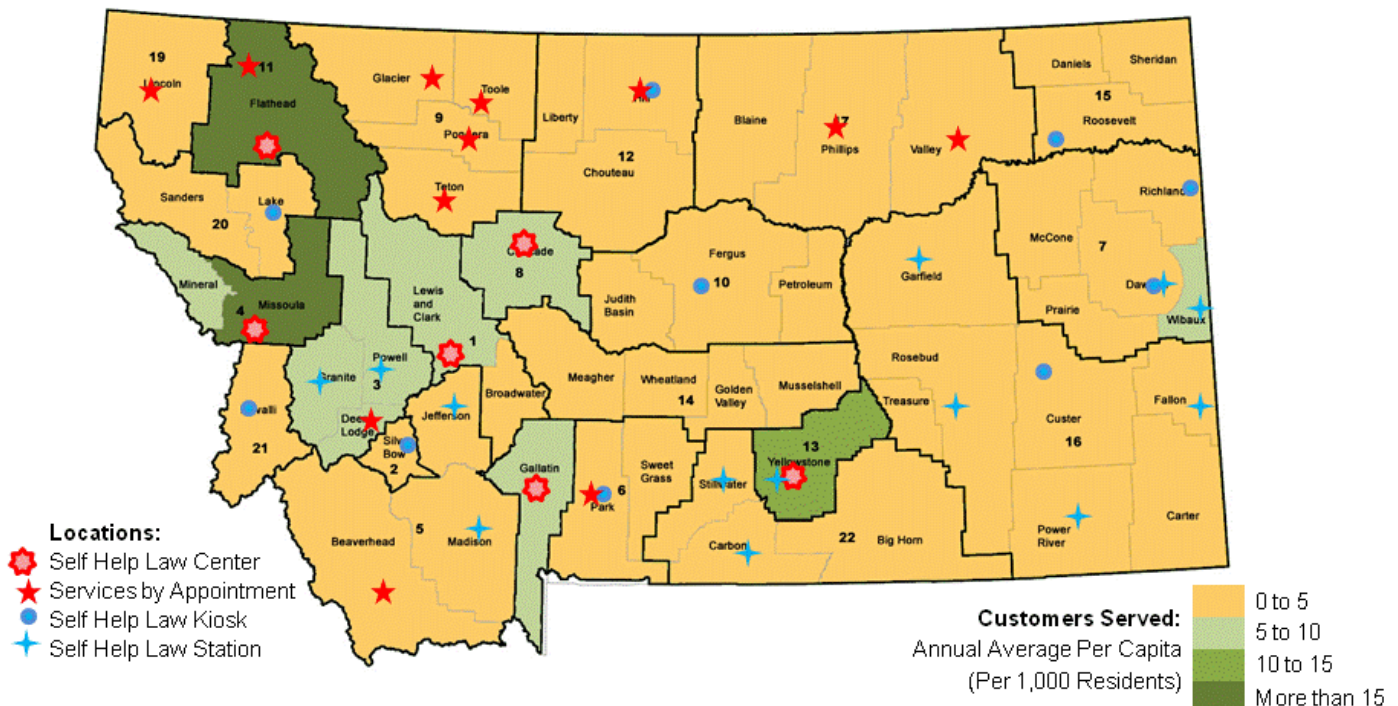 19
Lincoln
11
Flathead
Glacier
Toole
9
Pondera
Teton
Liberty
12
Chouteau
Blaine
Phillips
Valley
Daniels
Sheridan
15
Roosevelt
Sanders
20
Lake
Mineral
4
Missoula
Lewis
and
Clark
1
Cascade
8
Fergus
10
Judith
Basin
Petroleum
Garfield
McCone
7
Richland
Prairie
Daw
Wibaux
Powell
3
Granite
Deer
Lodge
Jefferson
Broadwater
Meagher
Wheatland
14
Golden
Valley
Musselshell
Rosebud
Treasure
Custer
16
Fallon
valli
21
Silv
Bow
2
Gallatin
Park
6
Sweet
Grass
Stillwater
13
Yellowstone
Carbon
22
Big Horn
Power
River
Carter
Beaverhead
5
Madison
Locations:
Self Help Law Center
Services by Appointment
Self Help Law Kiosk
Self Help Law Station
Customers Served:
Annual Average Per Capita
(Per 1,000 Residents)
0 to 5
5 to 10
10 to 15
More than 15